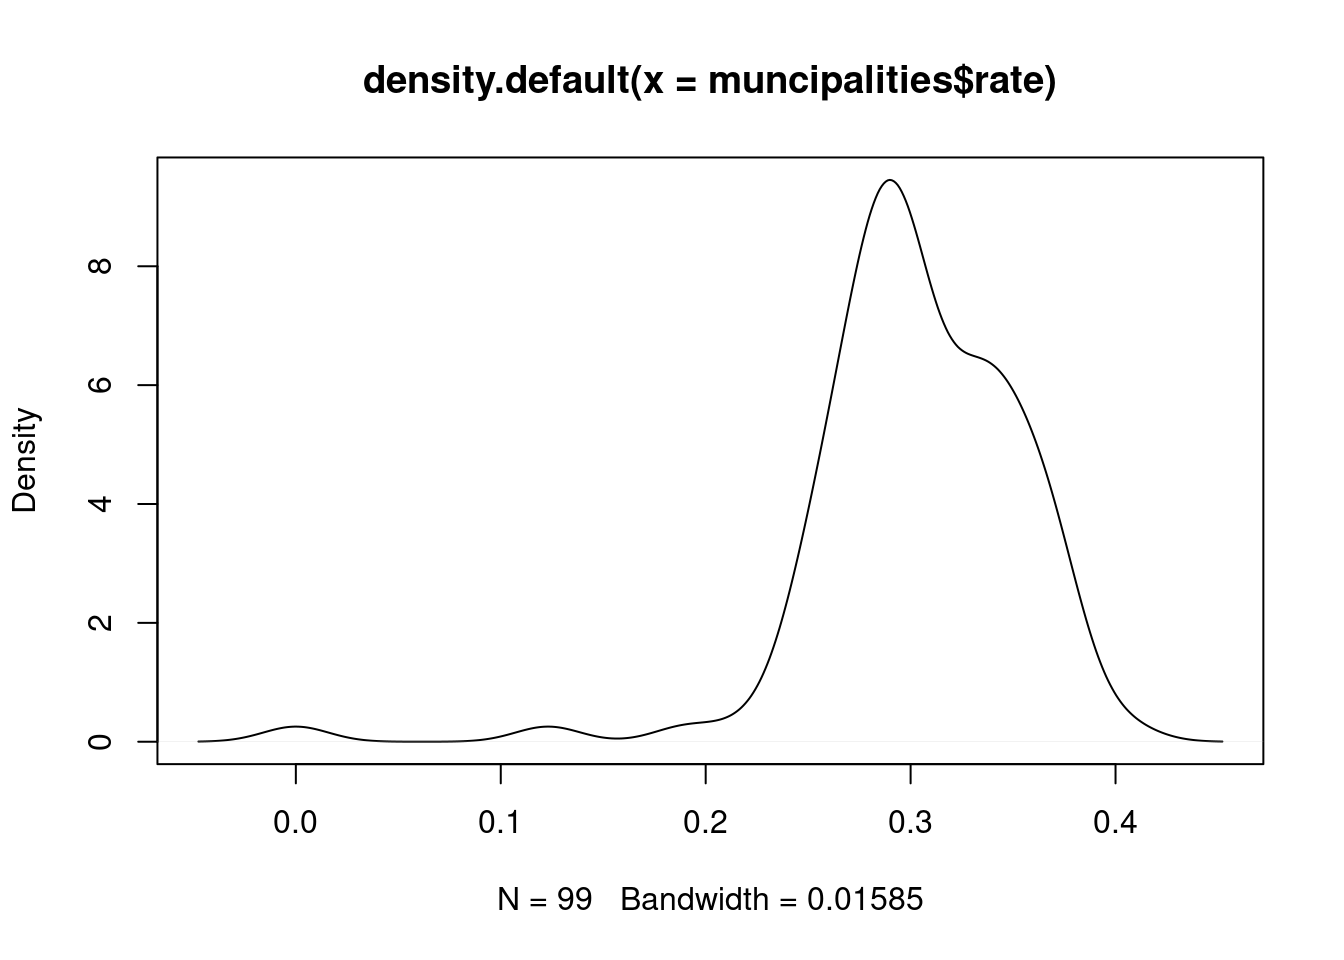 density.default(x = muncipalities$rate)
Density
8
6
4
2
0
0.0 0.1 0.2 0.3 0.4
N = 99 Bandwidth = 0.01585